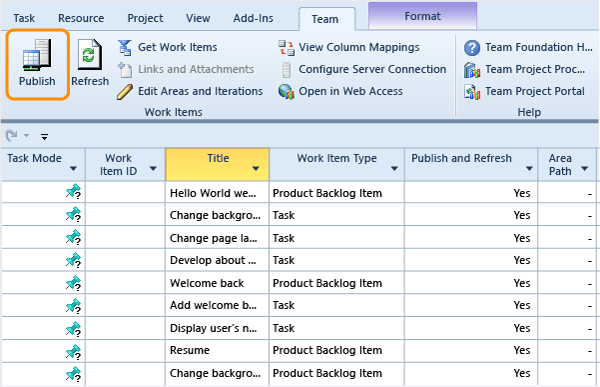 Task Resource Project View Add-Ins Team Format
Get Work Items View Column Mappings Team Foundation H...
Publish Refresh Links and Attachments Configure Server Connection Team Project Proc...
Edit Areas and Iterations Open in Web Access Team Project Portal
Work Items Help
Task Mode Work Item ID Title Work Item Type Publish and Refresh Area Path
? Hello World we... Product Backlog Item Yes -
? Change backgro... Task Yes -
? Change page la... Task Yes -
? Develop about ... Task Yes -
? Welcome back Product Backlog Item Yes -
? Add welcome b... Task Yes -
? Display user's n... Task Yes -
? Resume Product Backlog Item Yes -
? Change backgro... Product Backlog Item Yes -